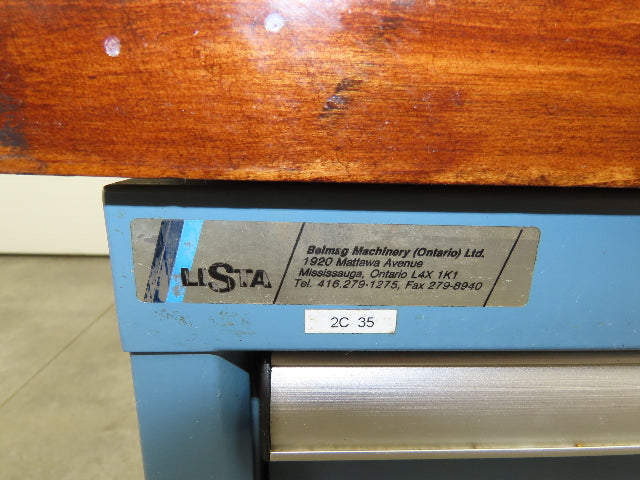 LISTA
Belmag Machinery (Ontario) Ltd.
1920 Mattawa Avenue
Mississauga, Ontario L4X 1K1
Tel. 416.279-1275, Fax 279-8940
2C 35